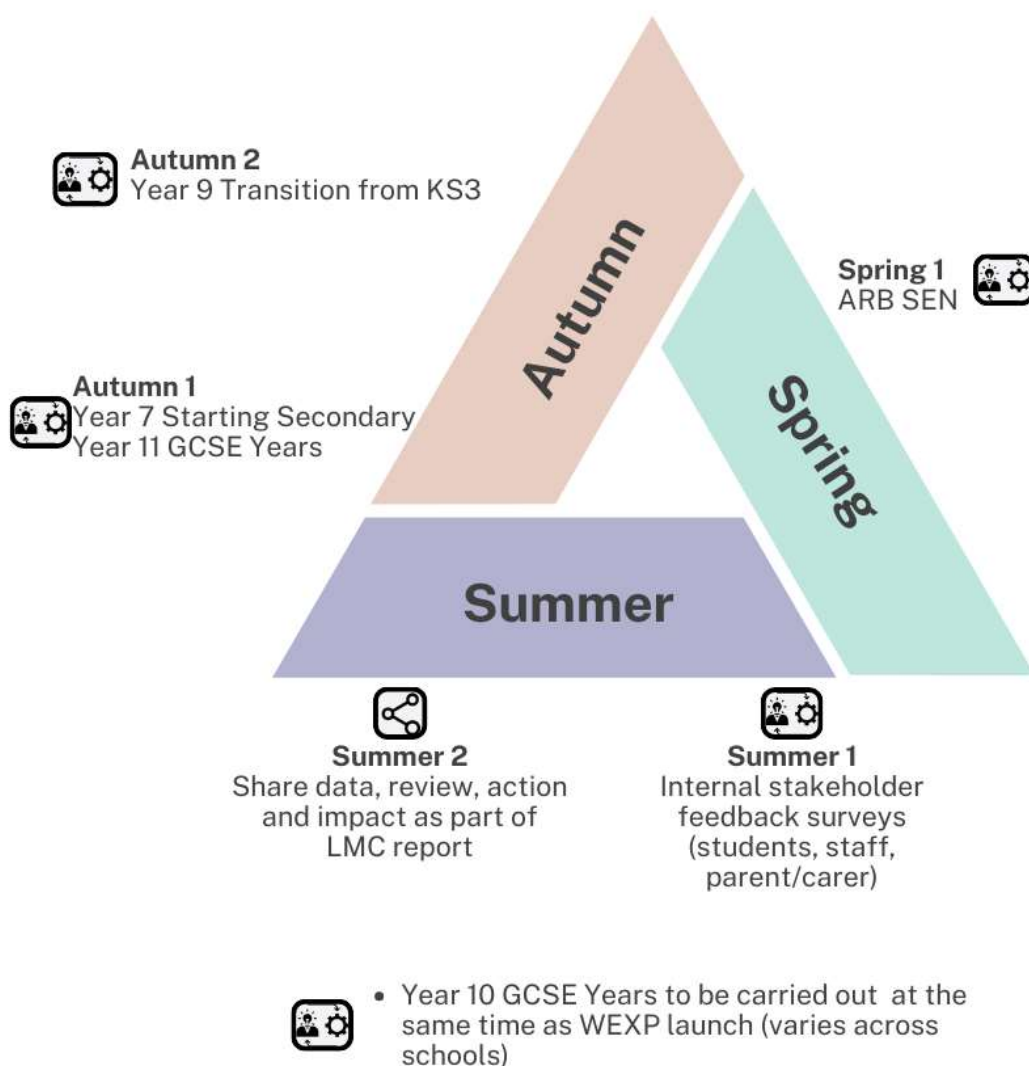 Autumn 2
Year 9 Transition from KS3
Autumn
Spring 1
ARB SEN
Autumn 1
Year 7 Starting Secondary
Year 11 GCSE Years
Spring
Summer
Summer 2
Share data, review, action
and impact as part of
LMC report
Summer 1
Internal stakeholder
feedback surveys
(students, staff,
parent/carer)
• Year 10 GCSE Years to be carried out at the
same time as WEXP launch (varies across
schools)